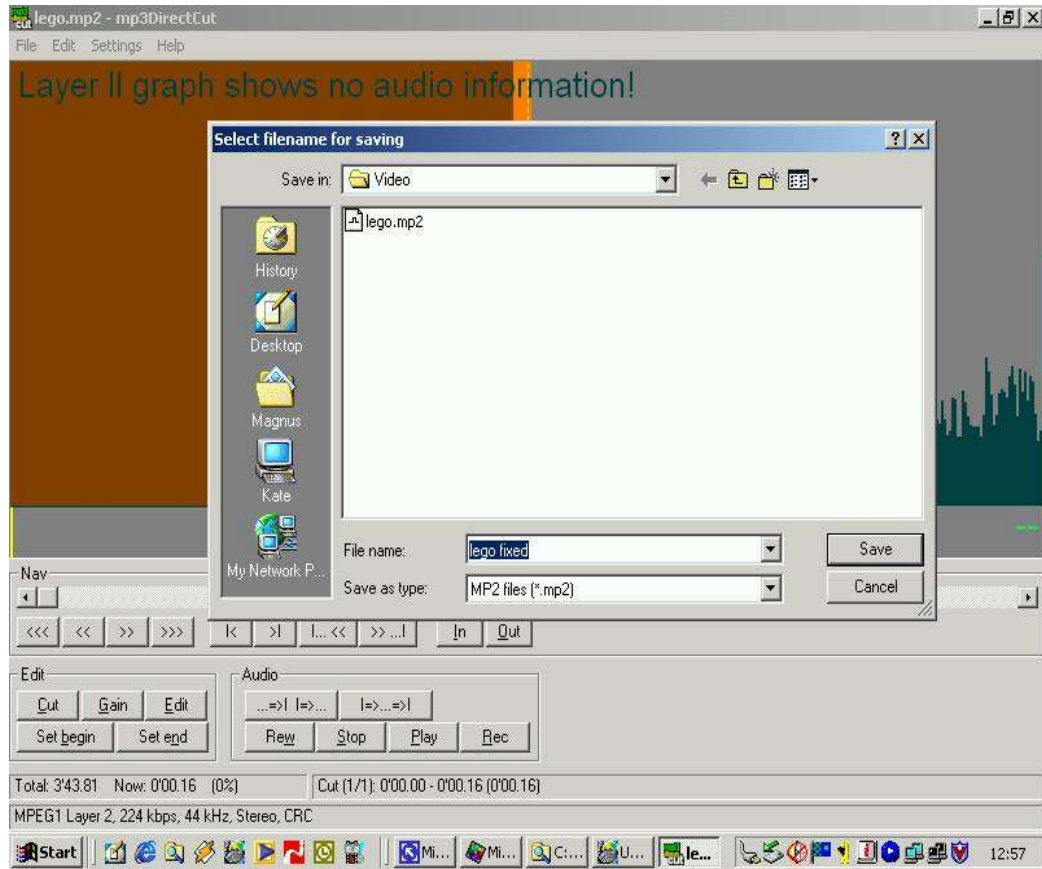 lego.mp2 - mp3DirectCut
File Edit Settings Help
Layer II graph shows no audio information!
Select filename for saving
Save in: Video
lego.mp2
History
Desktop
Magnus
Kate
My Network P...
File name: lego fixed
Save
Save as type: MP2 files (*.mp2)
Cancel
Nav
<<< << >> >>> |< >| |... << >> ...| In Out
Edit
Audio
Cut Gain Edit ...=>| |=>... |=>...=>|
Set begin Set end Rew Stop Play Rec
Total: 3'43.81 Now: 0'00.16 (0%) Cut (1/1): 0'00.00 - 0'00.16 (0'00.16)
MPEG1 Layer 2, 224 kbps, 44 kHz, Stereo, CRC
Start Mi... Mi... C:... U... le... 12:57